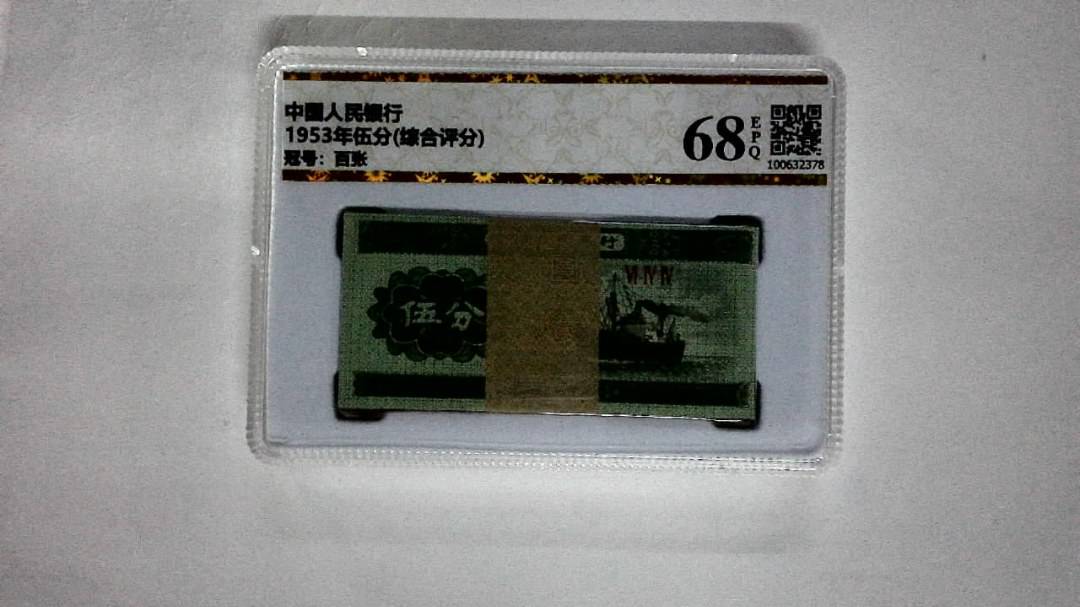 中国人民银行
1953年伍分(综合评分)
冠号：百张
68
EPQ
100632378
伍分